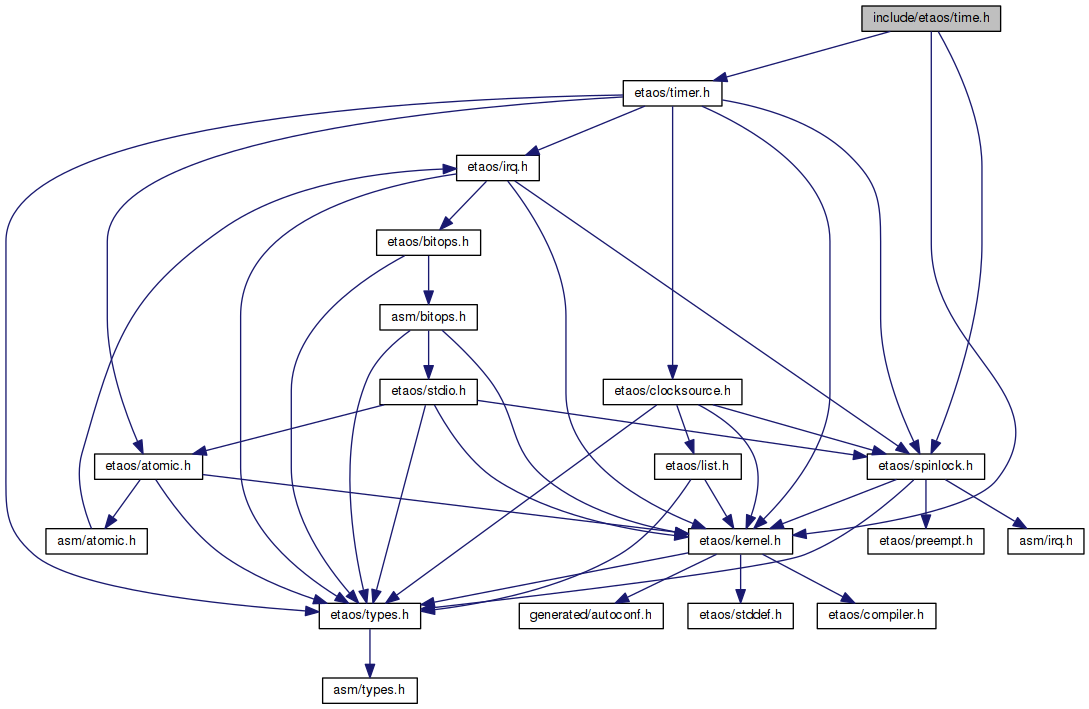 include/etaos/time.h
etaos/timer.h
etaos/irq.h
etaos/bitops.h
asm/bitops.h
etaos/stdio.h
etaos/clocksource.h
etaos/atomic.h
etaos/list.h
etaos/spinlock.h
asm/atomic.h
etaos/kernel.h
etaos/preempt.h
asm/irq.h
etaos/types.h
generated/autoconf.h
etaos/stddef.h
etaos/compiler.h
asm/types.h